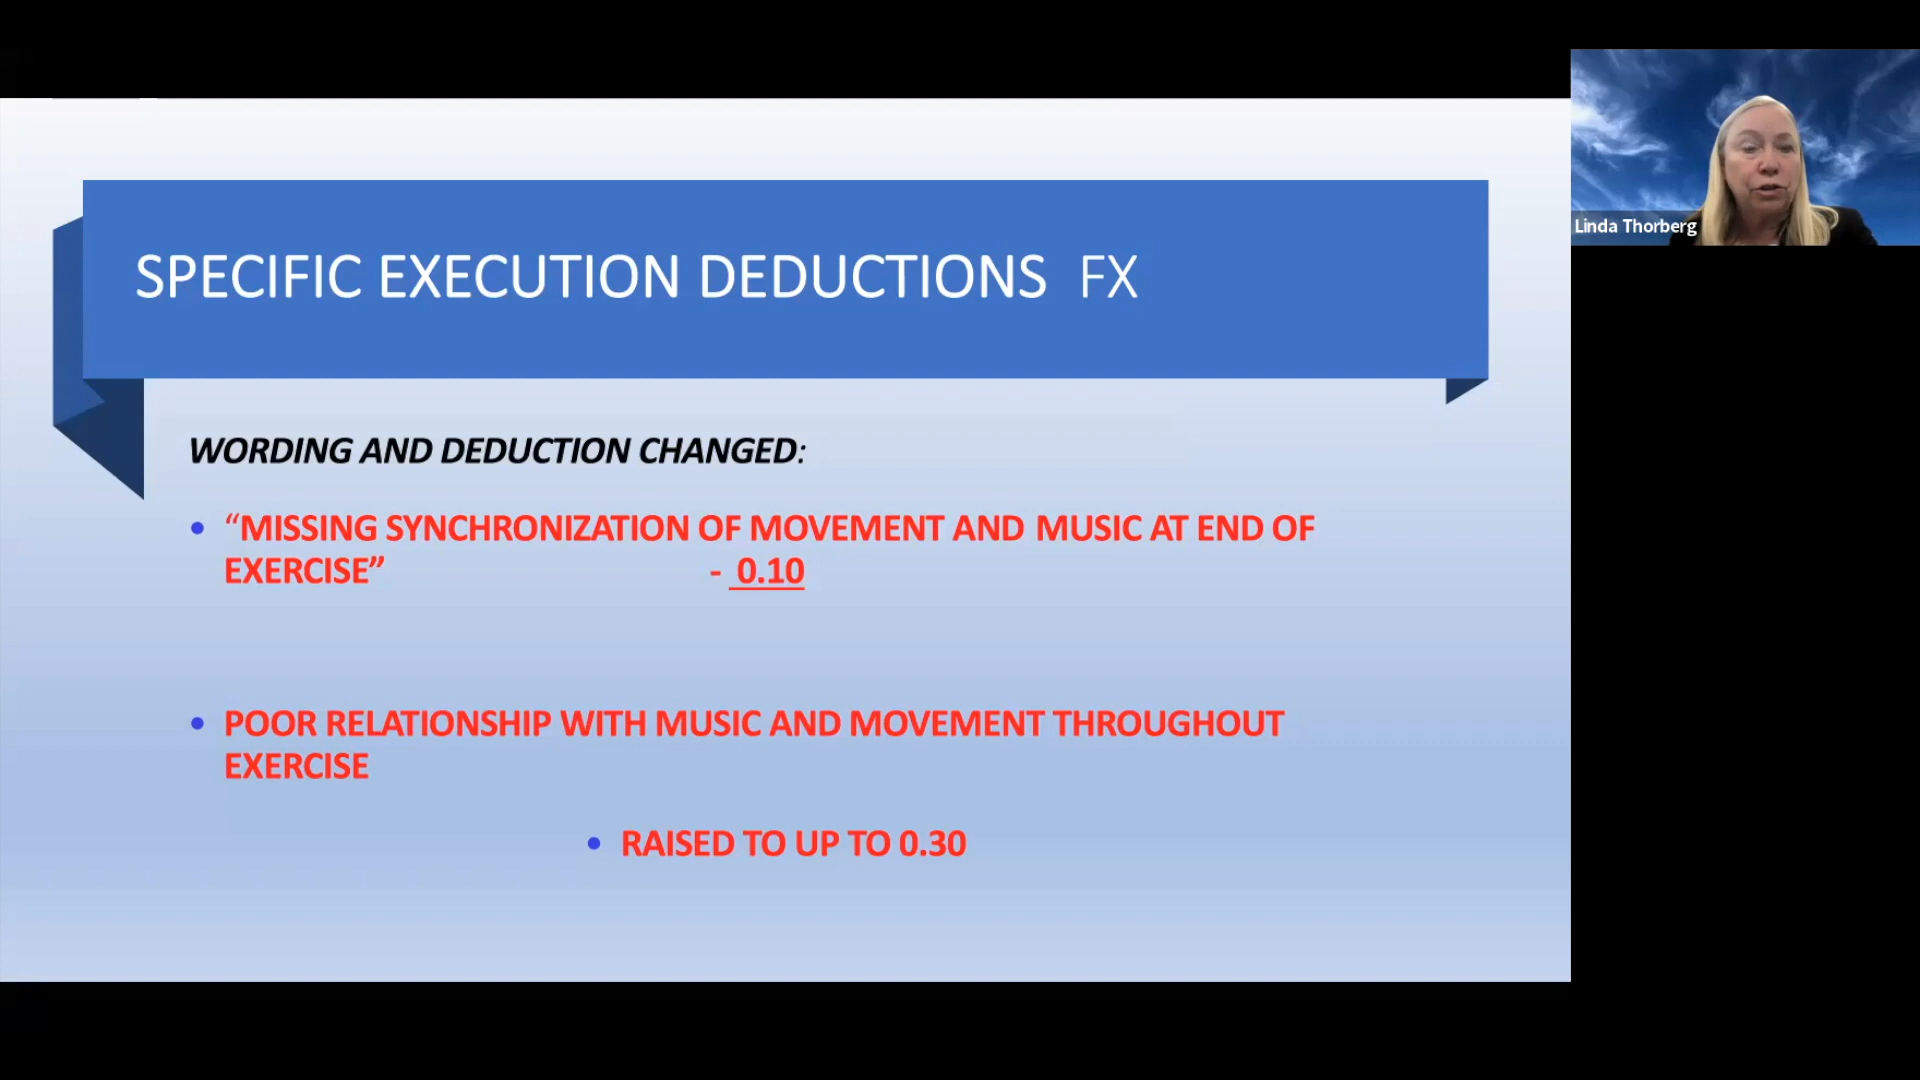 SPECIFIC EXECUTION DEDUCTIONS FX
Linda Thorberg
WORDING AND DEDUCTION CHANGED:
• “MISSING SYNCHRONIZATION OF MOVEMENT AND MUSIC AT END OF
EXERCISE” - 0.10
• POOR RELATIONSHIP WITH MUSIC AND MOVEMENT THROUGHOUT
EXERCISE
• RAISED TO UP TO 0.30